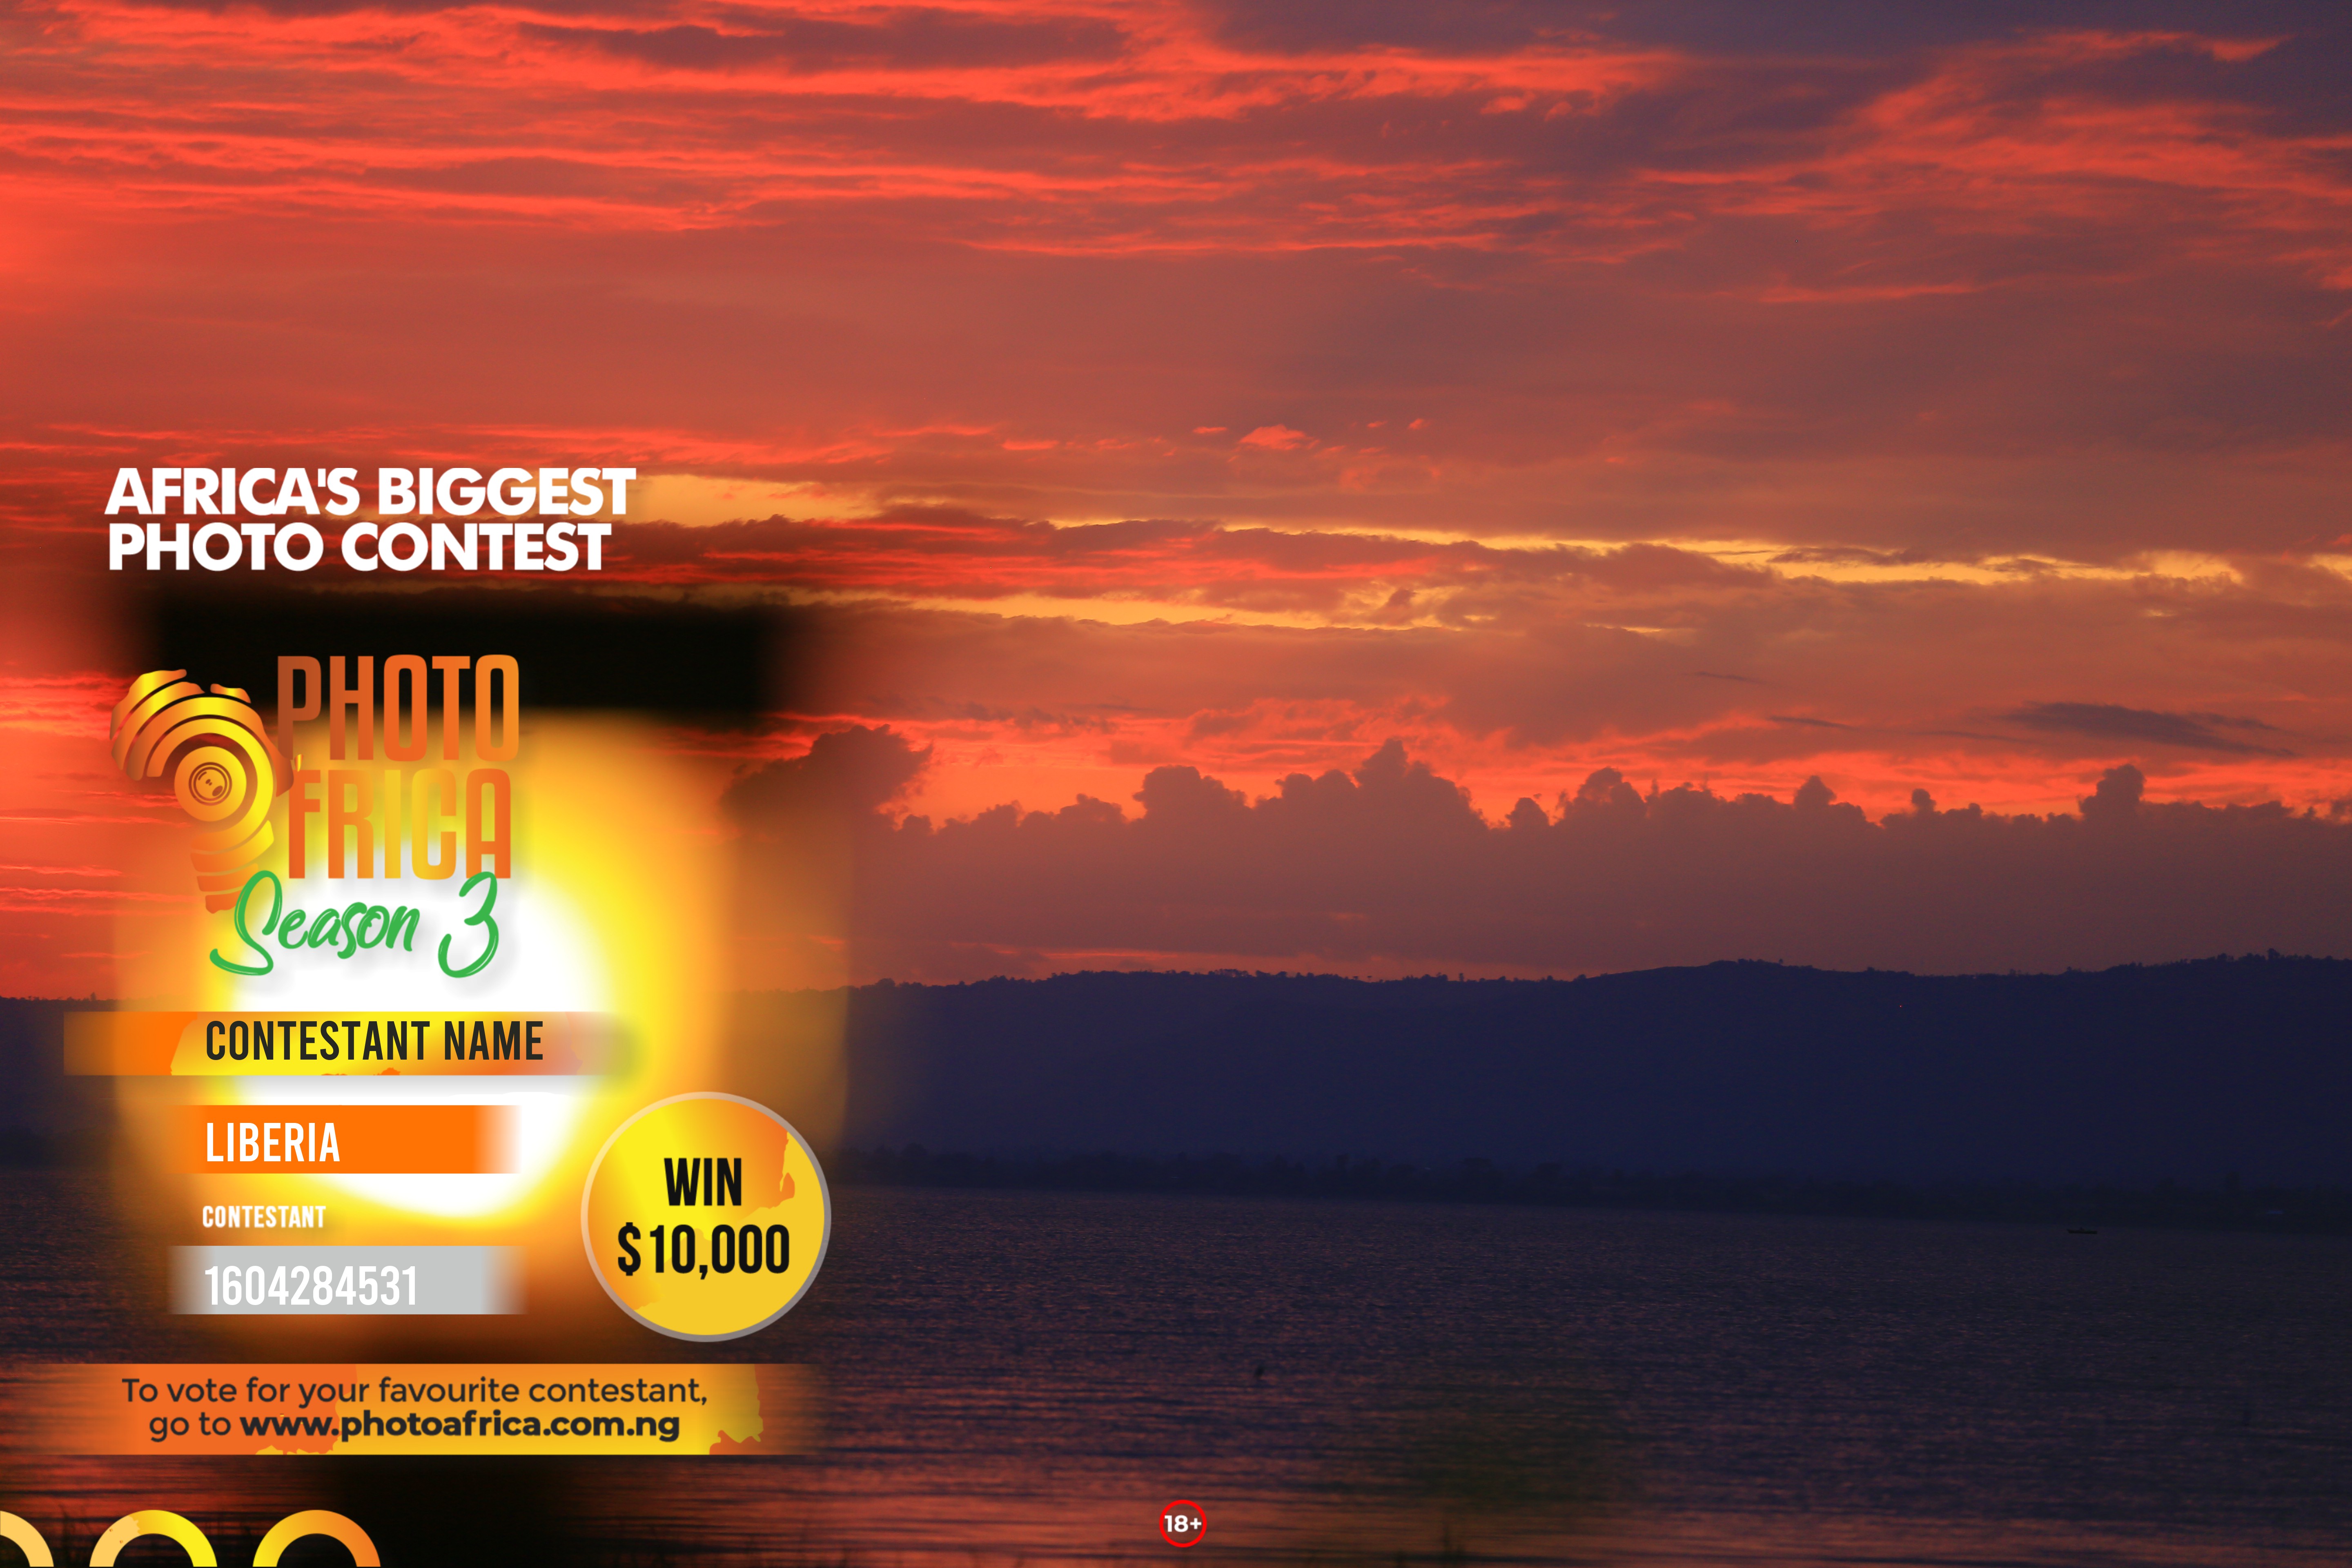 AFRICA'S BIGGEST
PHOTO CONTEST
PHOTO
FRICA
Season 3
CONTESTANT NAME
LIBERIA
CONTESTANT
1604284531
WIN
$10,000
To vote for your favourite contestant,
go to www.photoafrica.com.ng
18+